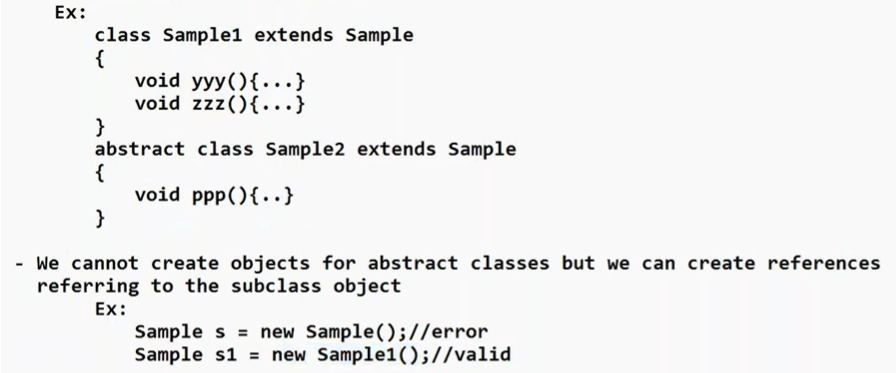 Ex:
class Sample1 extends Sample
{
void yyy(){...}
void zzz(){...}
}
abstract class Sample2 extends Sample
{
void ppp(){..}
}
- We cannot create objects for abstract classes but we can create references
referring to the subclass object
Ex:
Sample s = new Sample();//error
Sample s1 = new Sample1();//valid